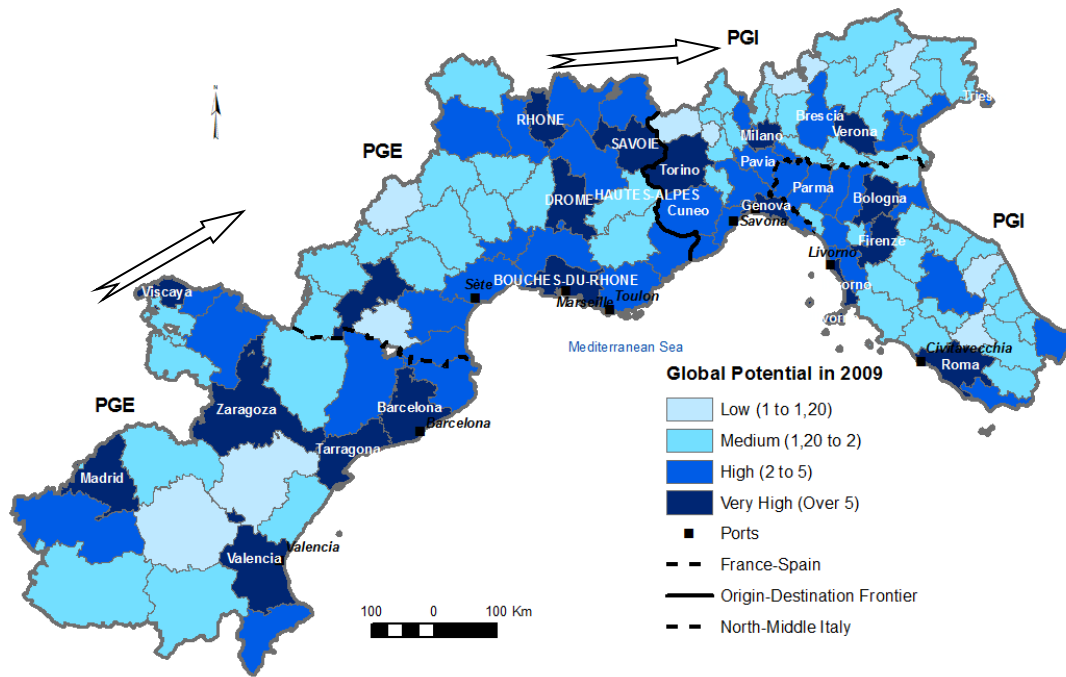 PGI
RHONE
Brescia
Tries
Milano
Verona
SAVOIE
PGE
Pavia
Torino
Parma
DROME
HAUTES-ALPES
Bologna
Cuneo
Genova
Savona
PGI
Firenze
Livorno
BOUCHES-DU-RHONE
Viscaya
Sète
Marseille
Toulon
orno
vor
Mediterranean Sea
Civitavecchia
Roma
Global Potential in 2009
PGE
Zaragoza
Barcelona
Barcelona
Low (1 to 1,20)
Medium (1,20 to 2)
Tarragona
High (2 to 5)
Madrid
Very High (Over 5)
Ports
Valencia
Valencia
France-Spain
Origin-Destination Frontier
100 0 100 Km
North-Middle Italy